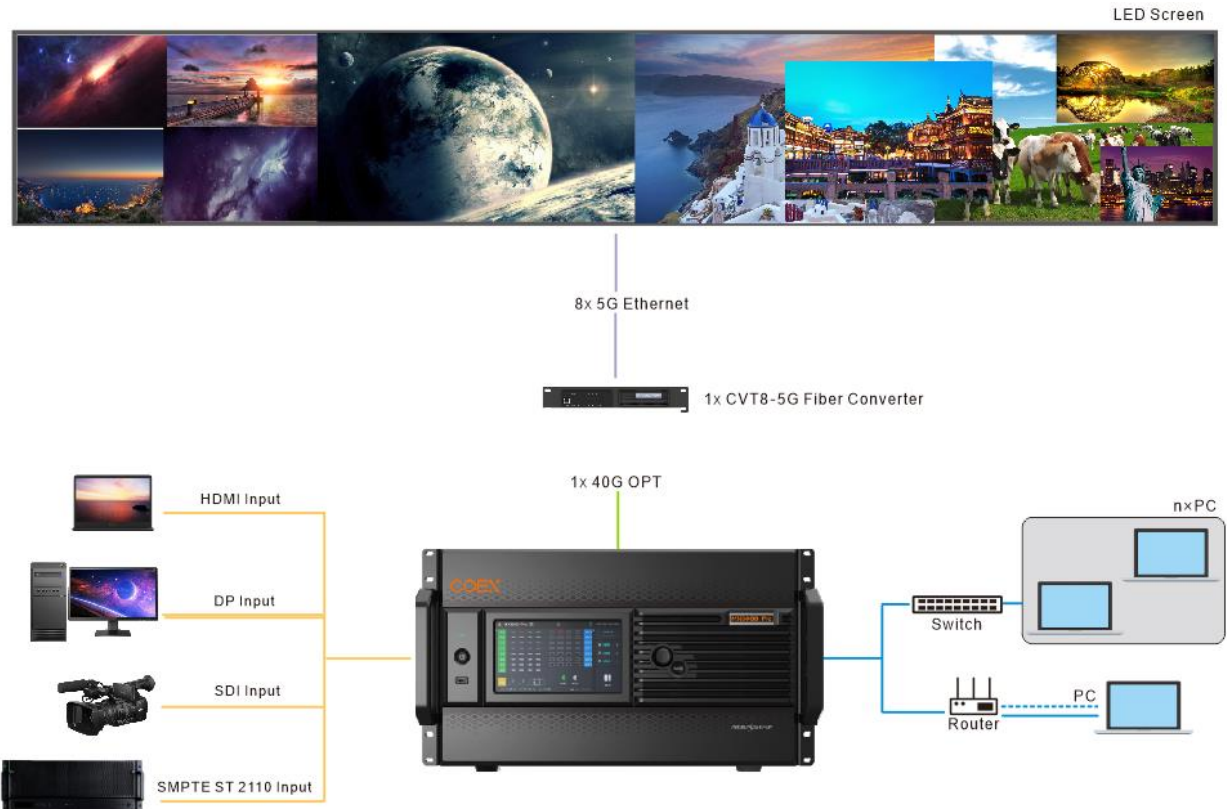 LED Screen
8x 5G Ethernet
1x CVT8-5G Fiber Converter
1x 40G OPT
HDMI Input
n×PC
COEX
DP Input
Switch
SDI Input
PC
Router
SMPTE ST 2110 Input